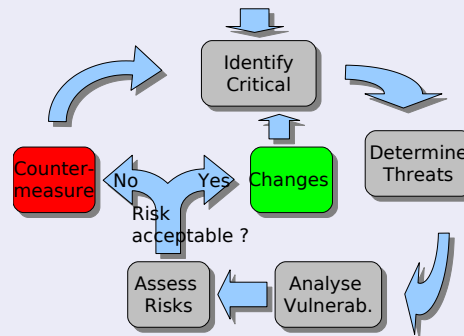 Identify
Critical
Determine
Threats
Counter-
measure
No
Yes
Changes
Risk
acceptable ?
Assess
Risks
Analyse
Vulnerab.